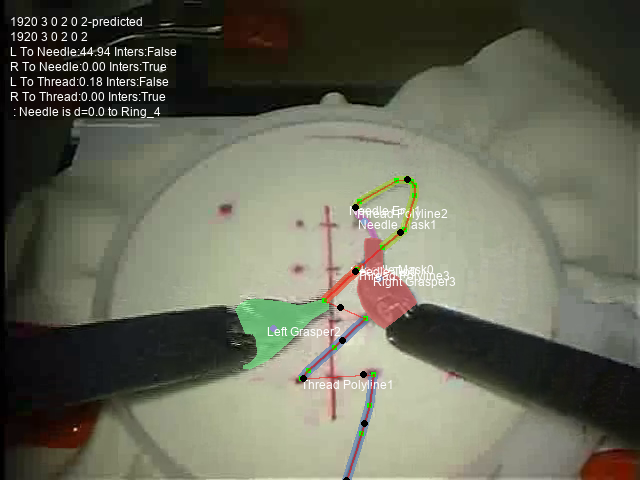 1920 3 0 2 0 2-predicted
1920 3 0 2 0 2
L To Needle:44.94 Inters:False
R To Needle:0.00 Inters:True
L To Thread:0.18 Inters:False
R To Thread:0.00 Inters:True
: Needle is d=0.0 to Ring_4
Thread Polyline2
Needle
Right Grasper3
Left Grasper2
Thread Polyline1